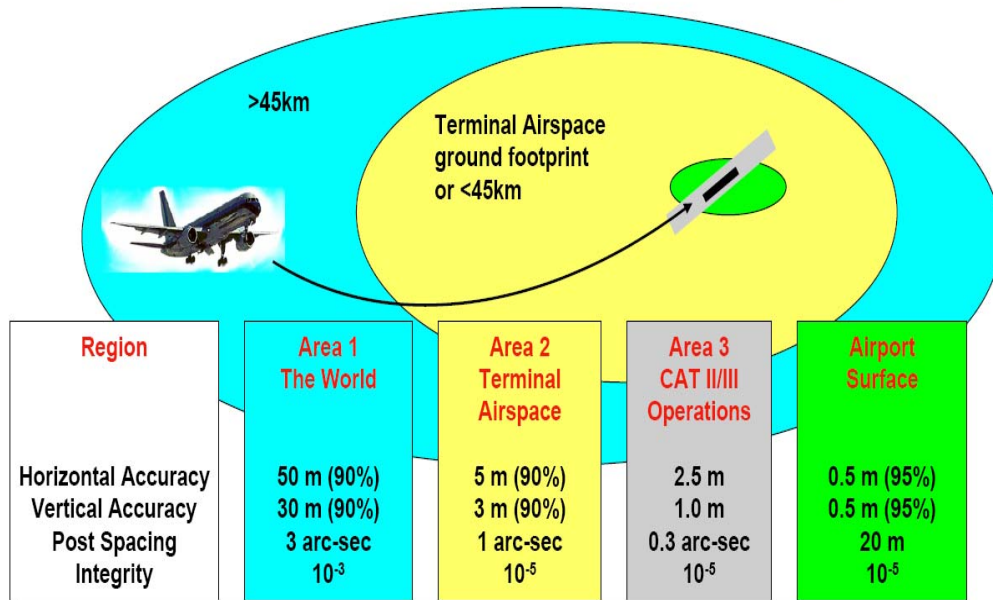 >45km
Terminal Airspace
ground footprint
or <45km
Region
Horizontal Accuracy
Vertical Accuracy
Post Spacing
Integrity
Area 1
The World
50 m (90%)
30 m (90%)
3 arc-sec
10⁻³
Area 2
Terminal
Airspace
5 m (90%)
3 m (90%)
1 arc-sec
10⁻⁵
Area 3
CAT II/III
Operations
2.5 m
1.0 m
0.3 arc-sec
10⁻⁵
Airport
Surface
0.5 m (95%)
0.5 m (95%)
20 m
10⁻⁵